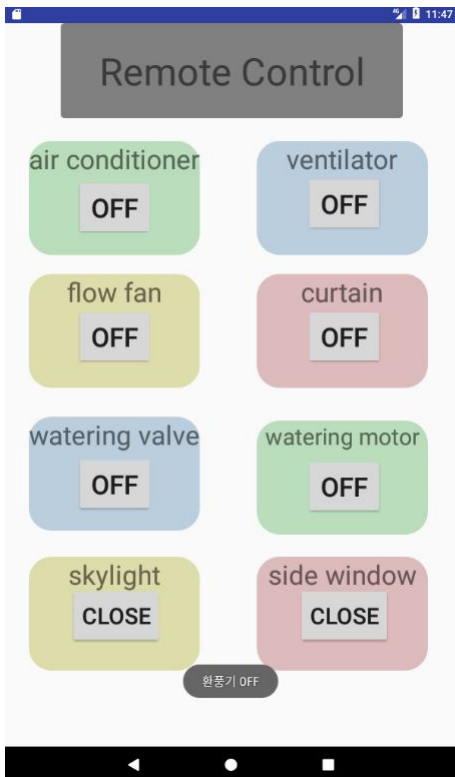 4G 11:47
Remote Control
air conditioner
OFF
ventilator
OFF
flow fan
OFF
curtain
OFF
watering valve
OFF
watering motor
OFF
skylight
CLOSE
side window
CLOSE
환풍기 OFF